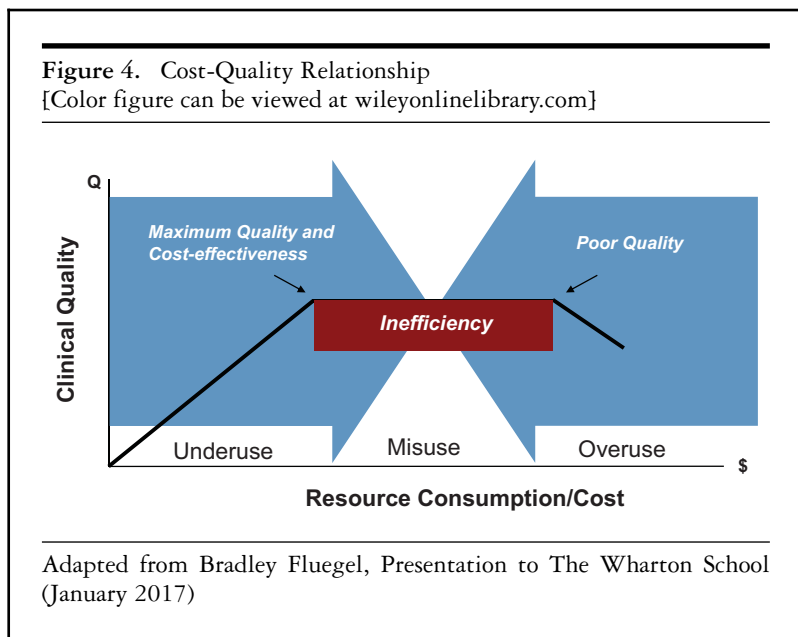 Figure 4. Cost-Quality Relationship
[Color figure can be viewed at wileyonlinelibrary.com]
Q
Maximum Quality and
Cost-effectiveness
Poor Quality
Inefficiency
Clinical Quality
Underuse
Misuse
Overuse
$
Resource Consumption/Cost
Adapted from Bradley Fluegel, Presentation to The Wharton School
(January 2017)